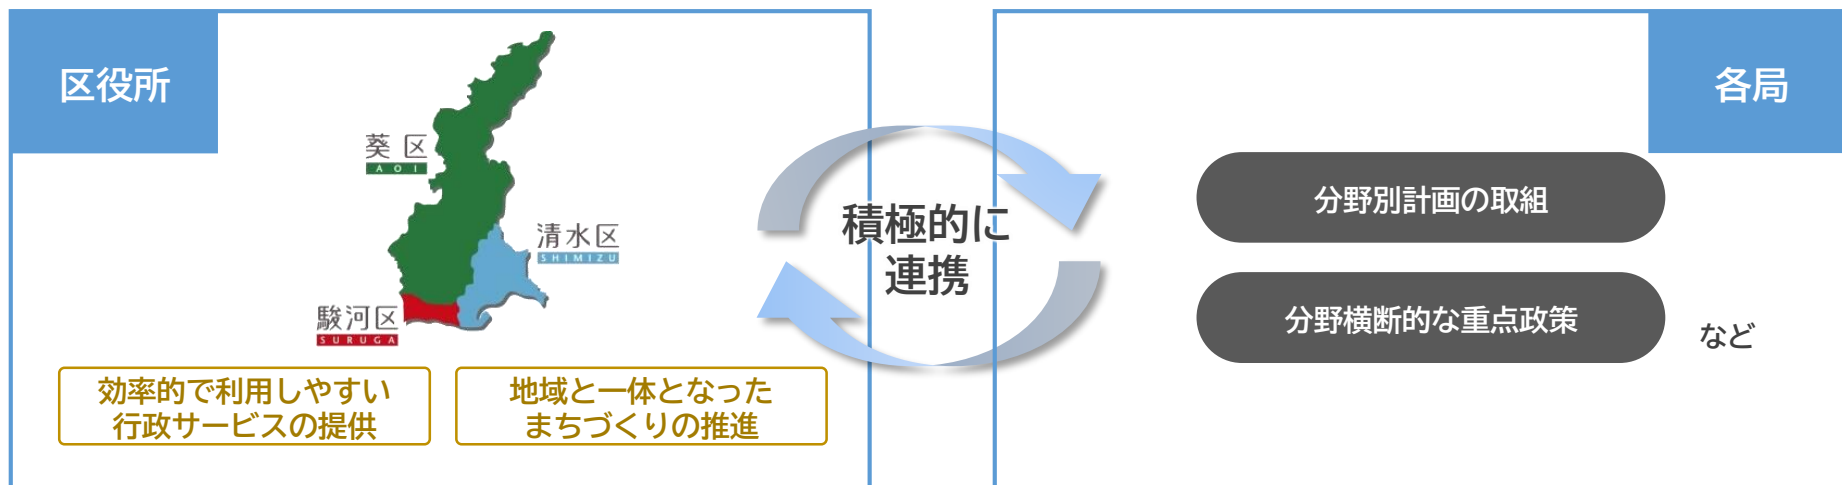 区役所
葵区
AOI
清水区
SHIMIZU
駿河区
SURUGA
効率的で利用しやすい
行政サービスの提供
地域と一体となった
まちづくりの推進
積極的に
連携
各局
分野別計画の取組
分野横断的な重点政策
など